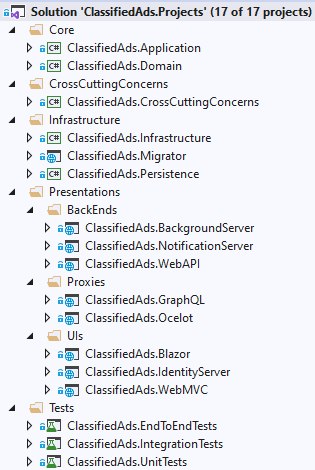 Solution 'ClassifiedAds.Projects' (17 of 17 projects)
Core
C# ClassifiedAds.Application
C# ClassifiedAds.Domain
CrossCuttingConcerns
C# ClassifiedAds.CrossCuttingConcerns
Infrastructure
C# ClassifiedAds.Infrastructure
ClassifiedAds.Migrator
C# ClassifiedAds.Persistence
Presentations
BackEnds
ClassifiedAds.BackgroundServer
ClassifiedAds.NotificationServer
ClassifiedAds.WebAPI
Proxies
ClassifiedAds.GraphQL
ClassifiedAds.Ocelot
UIs
ClassifiedAds.Blazor
ClassifiedAds.IdentityServer
ClassifiedAds.WebMVC
Tests
ClassifiedAds.EndToEndTests
ClassifiedAds.IntegrationTests
ClassifiedAds.UnitTests